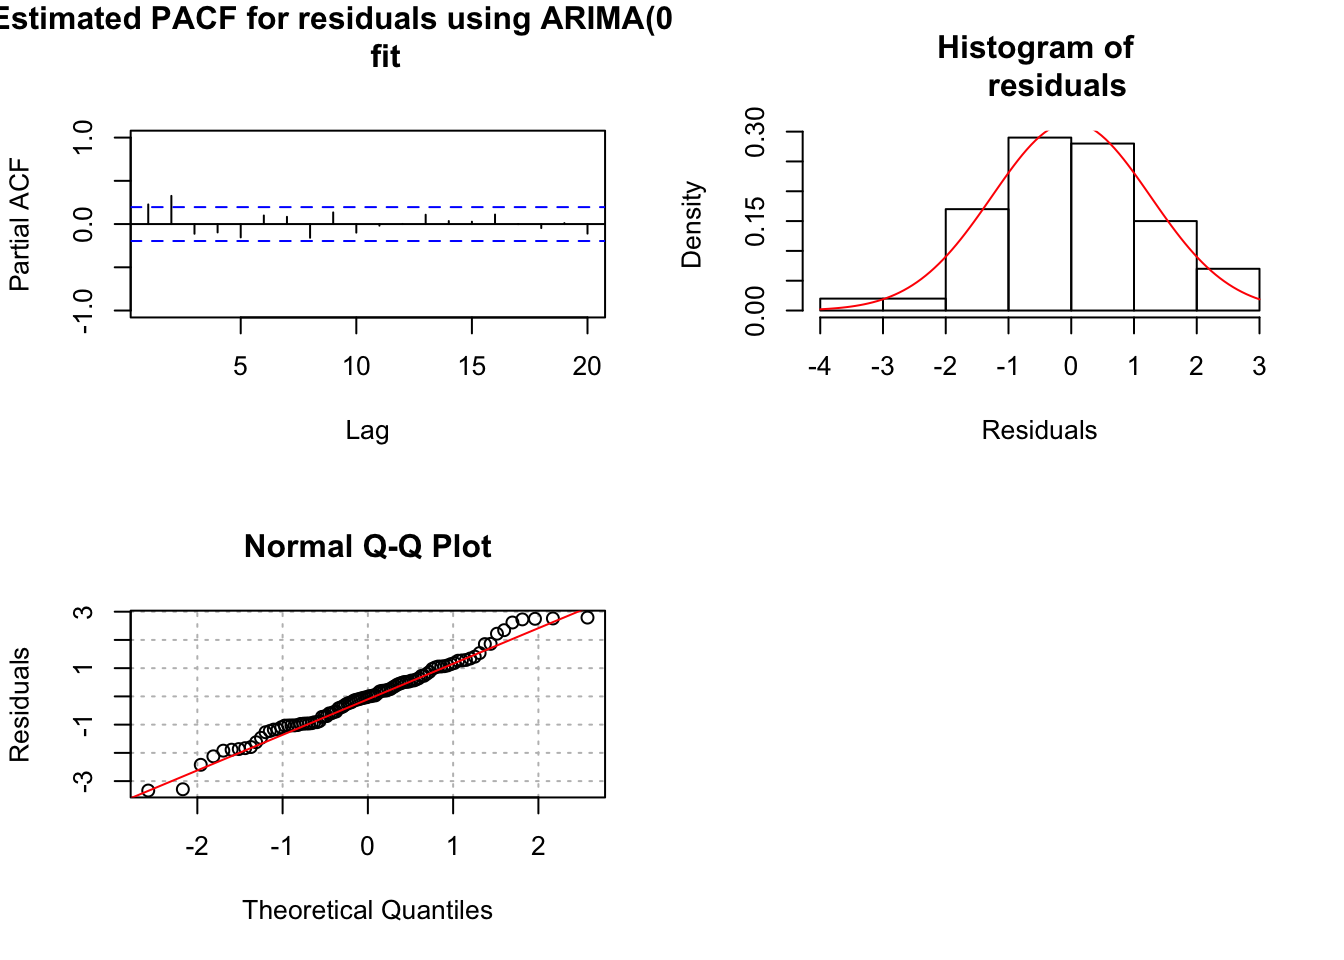 Estimated PACF for residuals using ARIMA(0
fit
Partial ACF
1.0
0.0
-1.0
5 10 15 20
Lag
Histogram of
residuals
Density
0.30
0.15
0.00
-4 -3 -2 -1 0 1 2 3
Residuals
Normal Q-Q Plot
Residuals
3
1
-1
-3
-2 -1 0 1 2
Theoretical Quantiles